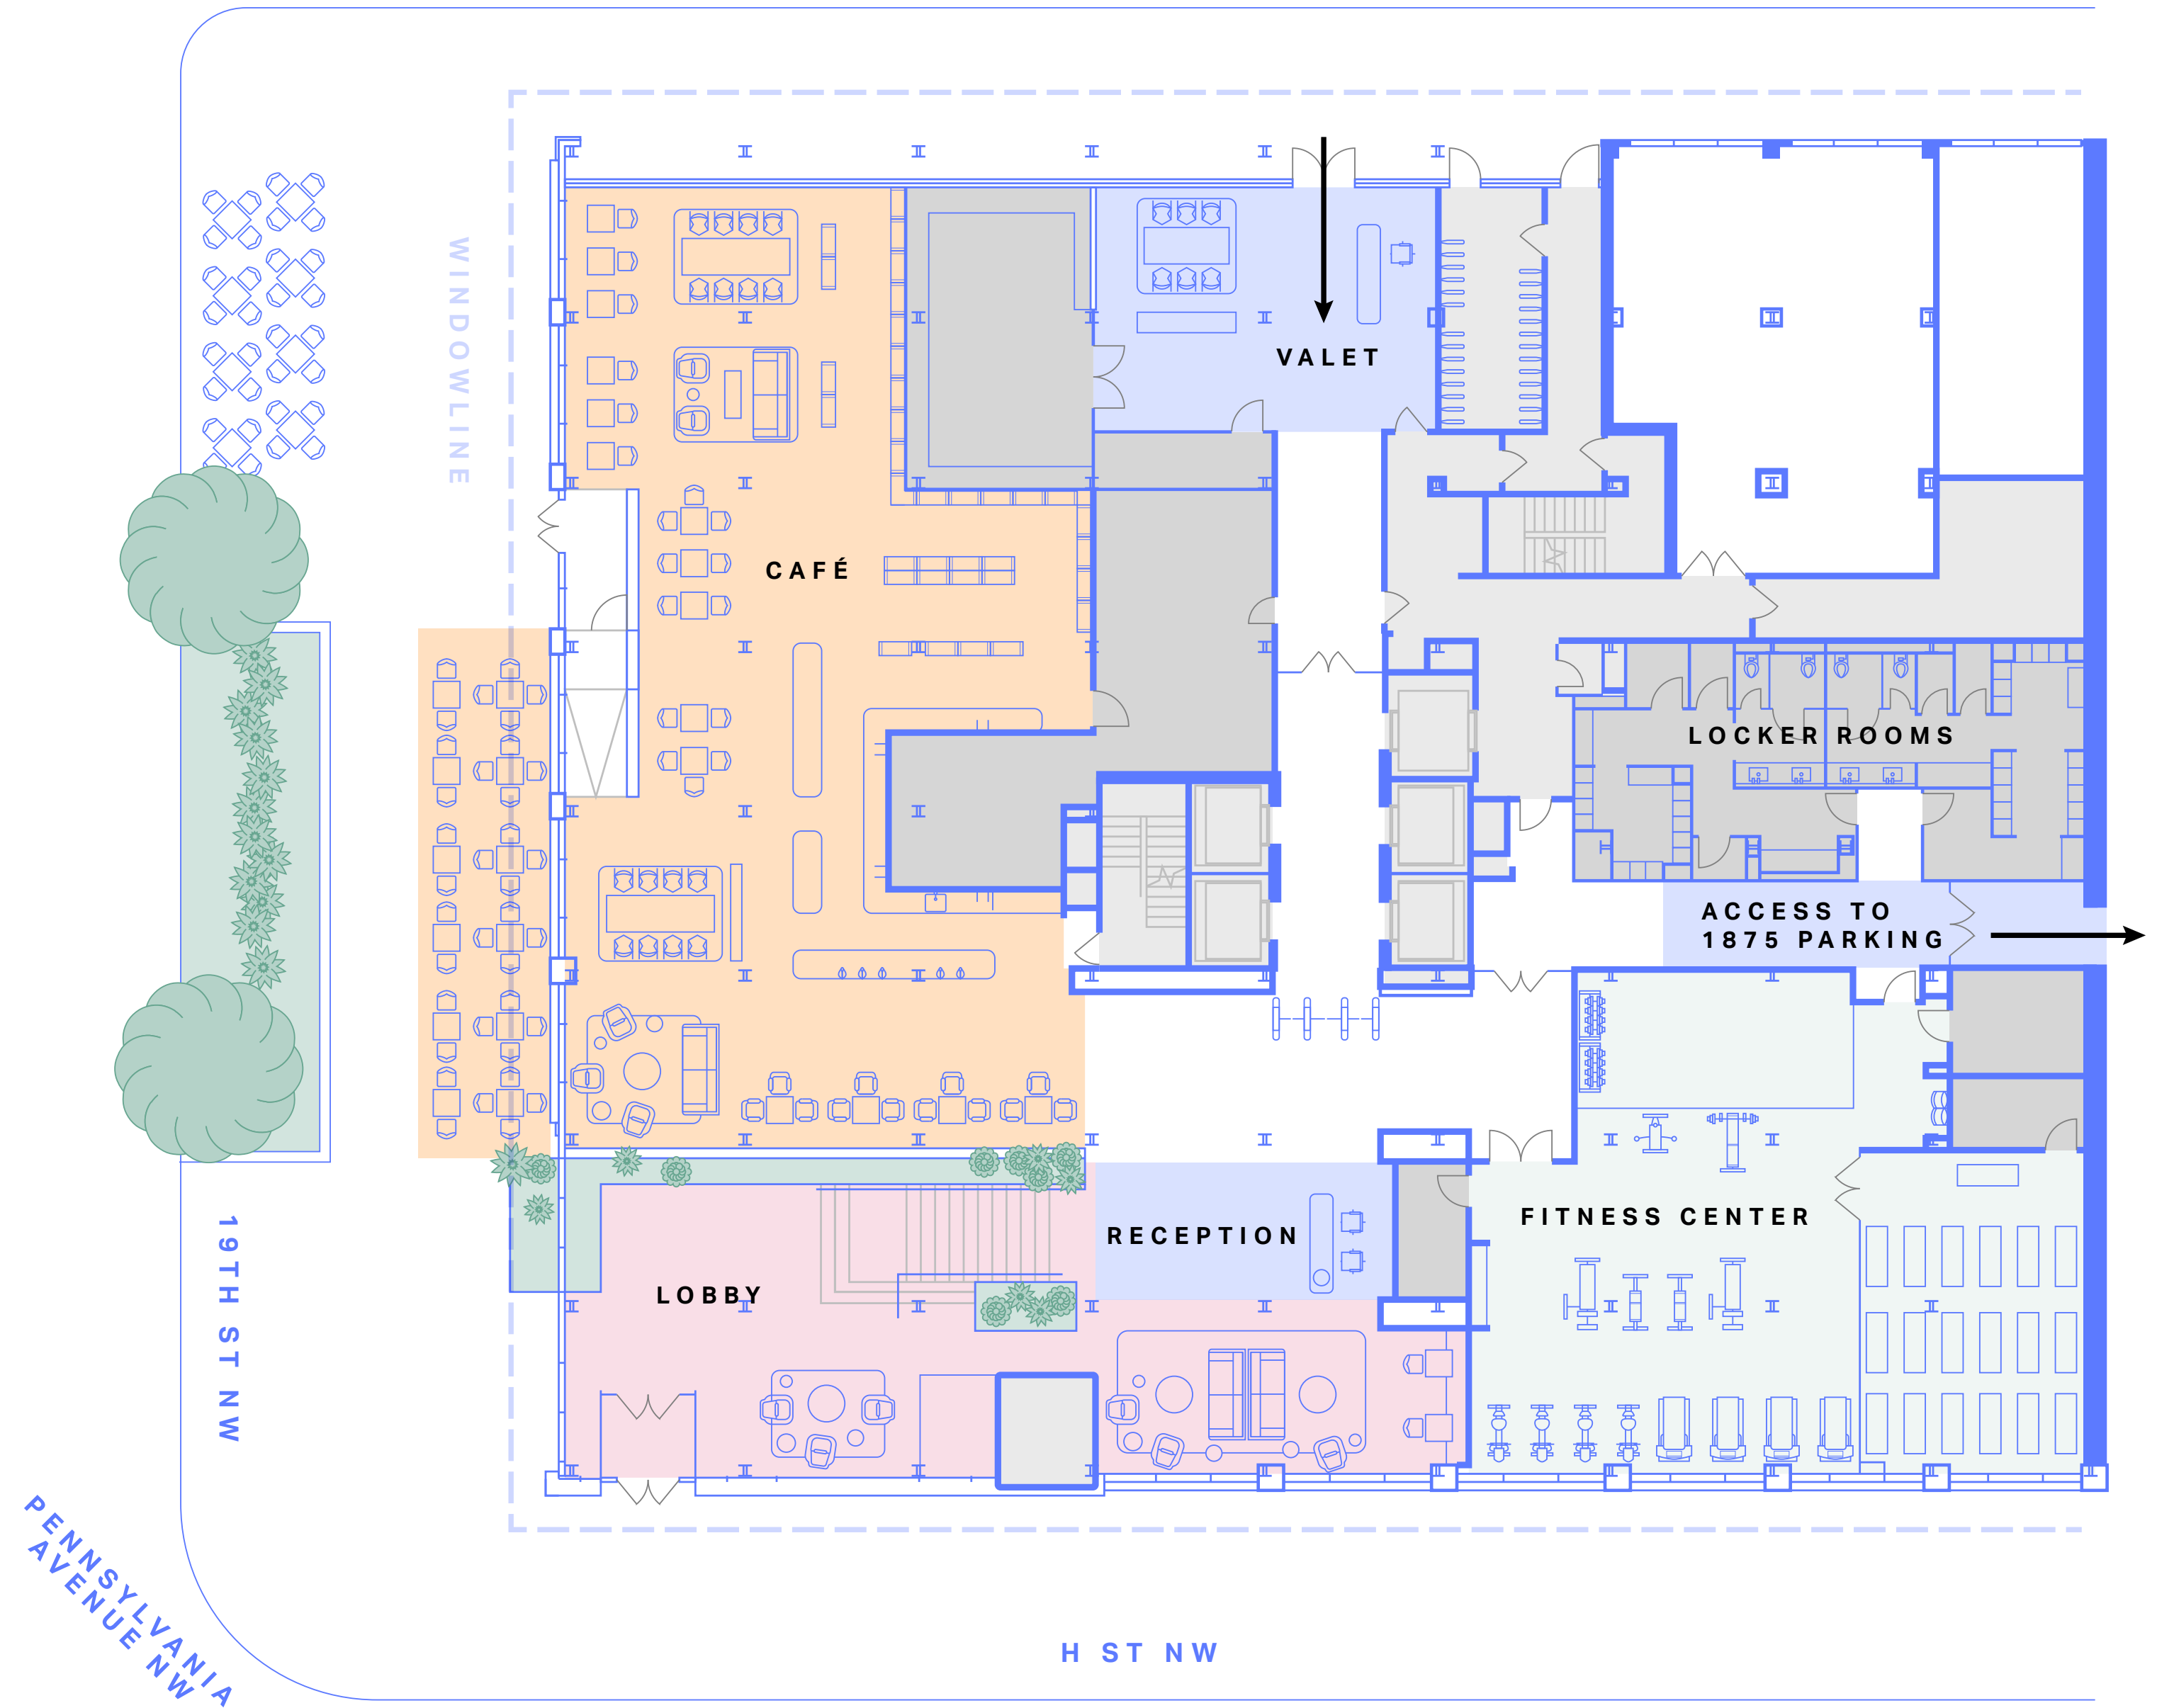 WINDOWLINE
VALET
CAFÉ
LOCKER ROOMS
ACCESS TO
1875 PARKING
RECEPTION
FITNESS CENTER
LOBBY
19TH ST NW
PENNSYLVANIA
AVENUE NW
H ST NW